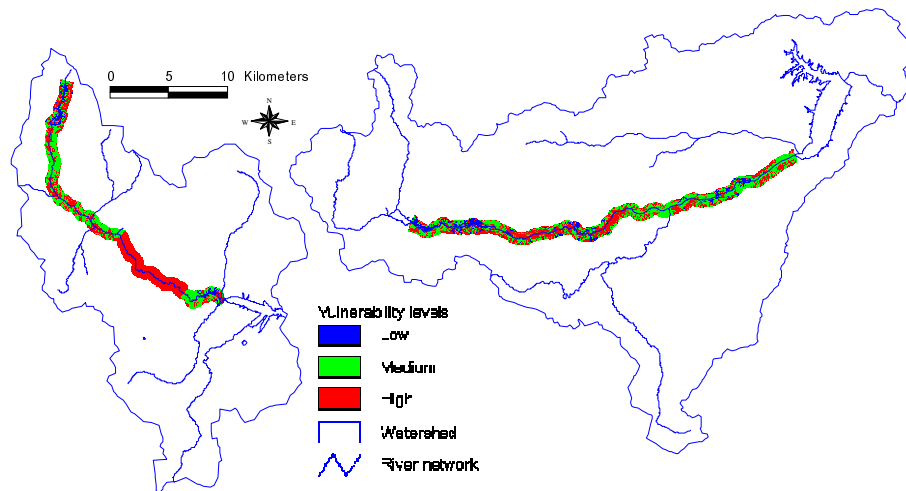 0 5 10 Kilometers
N
W E
S
Vulnerability levels
Low
Medium
High
Watershed
River network